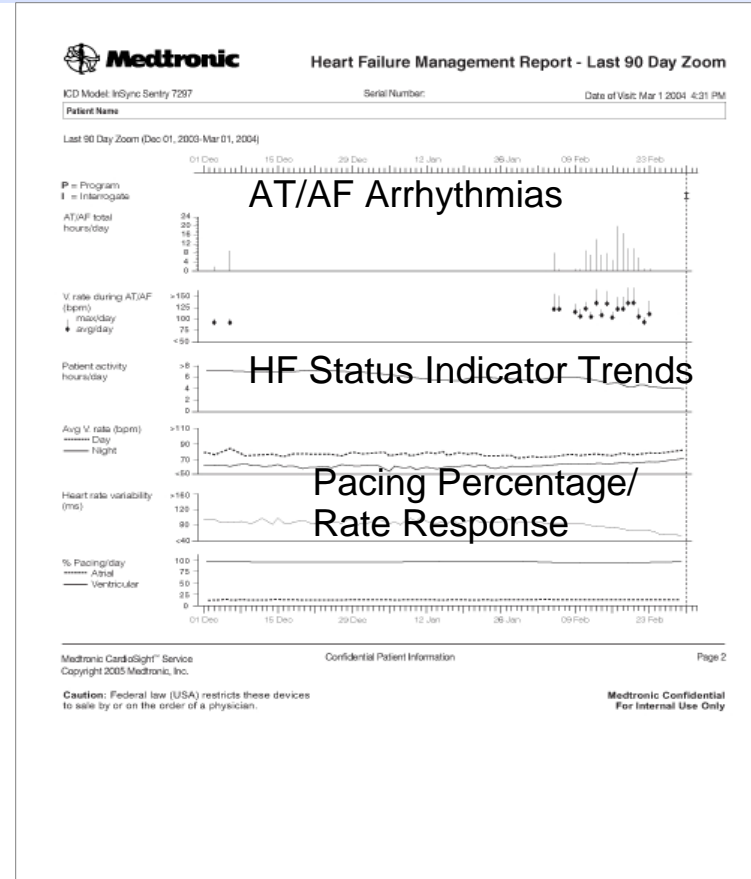 Medtronic
Heart Failure Management Report - Last 90 Day Zoom
ICD Model: InSync Sentry 7297
Serial Number:
Date of Visit: Mar 1 2004 4:31 PM
Patient Name
Last 90 Day Zoom (Dec 01, 2003-Mar 01, 2004)
01 Dec 15 Dec 29 Dec 12 Jan 26 Jan 09 Feb 23 Feb
P = Program
I = Interrogate
AT/AF Arrhythmias
I
AT/AF total
hours/day
24
20
16
12
8
4
0
V. rate during AT/AF
(bpm)
max/day
avg/day
>150
125
100
75
<50
Patient activity
hours/day
>8
6
4
2
0
HF Status Indicator Trends
Avg V. rate (bpm)
Day
Night
>110
90
70
<50
Pacing Percentage/
Rate Response
Heart rate variability
(ms)
>160
120
80
<40
% Pacing/day
Atrial
Ventricular
100
75
50
25
0
01 Dec 15 Dec 29 Dec 12 Jan 26 Jan 09 Feb 23 Feb
Medtronic CardioSight™ Service
Copyright 2005 Medtronic, Inc.
Confidential Patient Information
Page 2
Caution: Federal law (USA) restricts these devices
to sale by or on the order of a physician.
Medtronic Confidential
For Internal Use Only